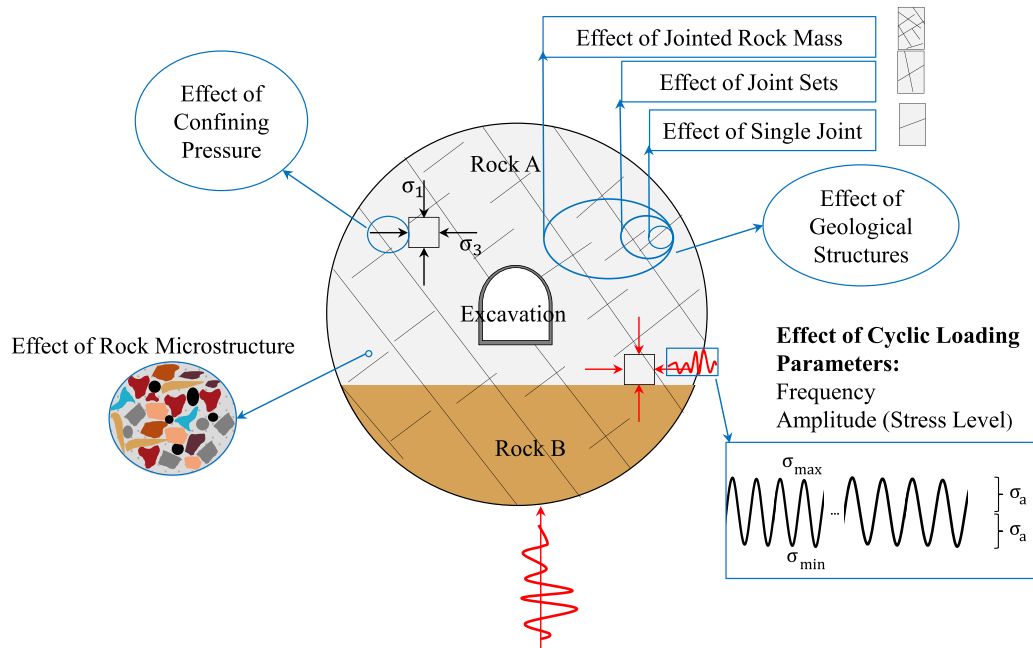 Effect of Jointed Rock Mass
Effect of Joint Sets
Effect of Single Joint
Effect of
Confining
Pressure
Rock A
σ1
σ3
Effect of
Geological
Structures
Excavation
Effect of Rock Microstructure
Effect of Cyclic Loading
Parameters:
Frequency
Amplitude (Stress Level)
Rock B
σmax
...
σa
σa
σmin